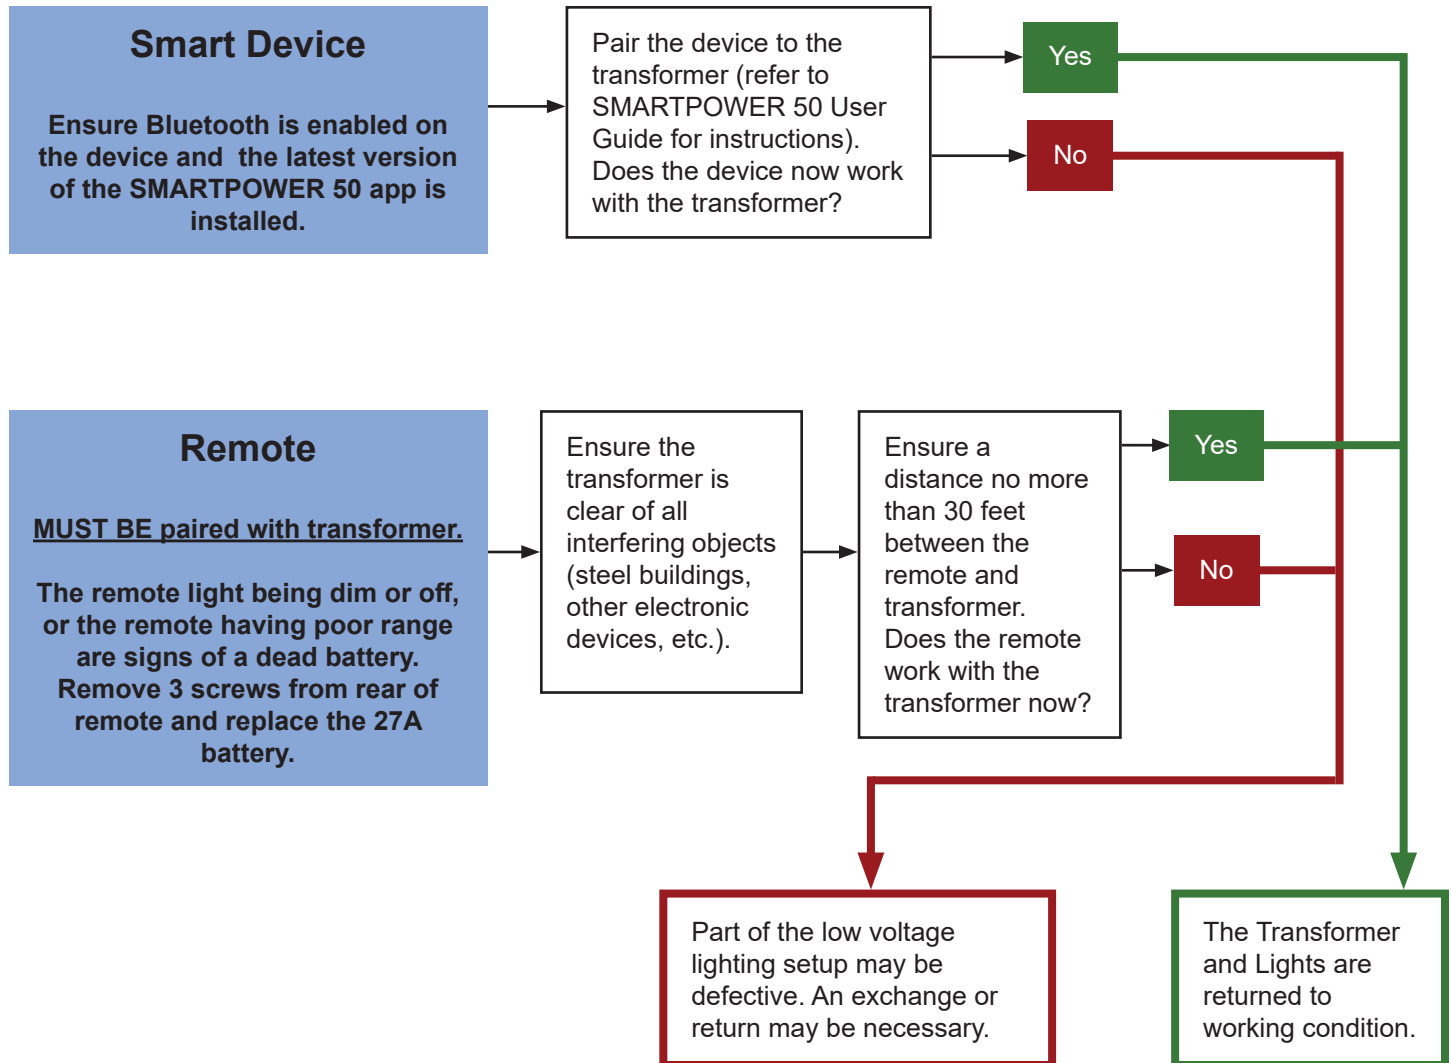 Smart Device
Ensure Bluetooth is enabled on
the device and  the latest version
of the SMARTPOWER 50 app is
installed.
Pair the device to the
transformer (refer to
SMARTPOWER 50 User
Guide for instructions).
Does the device now work
with the transformer?
Yes
No
Remote
MUST BE paired with transformer.
The remote light being dim or off,
or the remote having poor range
are signs of a dead battery.
Remove 3 screws from rear of
remote and replace the 27A
battery.
Ensure the
transformer is
clear of all
interfering objects
(steel buildings,
other electronic
devices, etc.).
Ensure a
distance no more
than 30 feet
between the
remote and
transformer.
Does the remote
work with the
transformer now?
Yes
No
Part of the low voltage
lighting setup may be
defective. An exchange or
return may be necessary.
The Transformer
and Lights are
returned to
working condition.